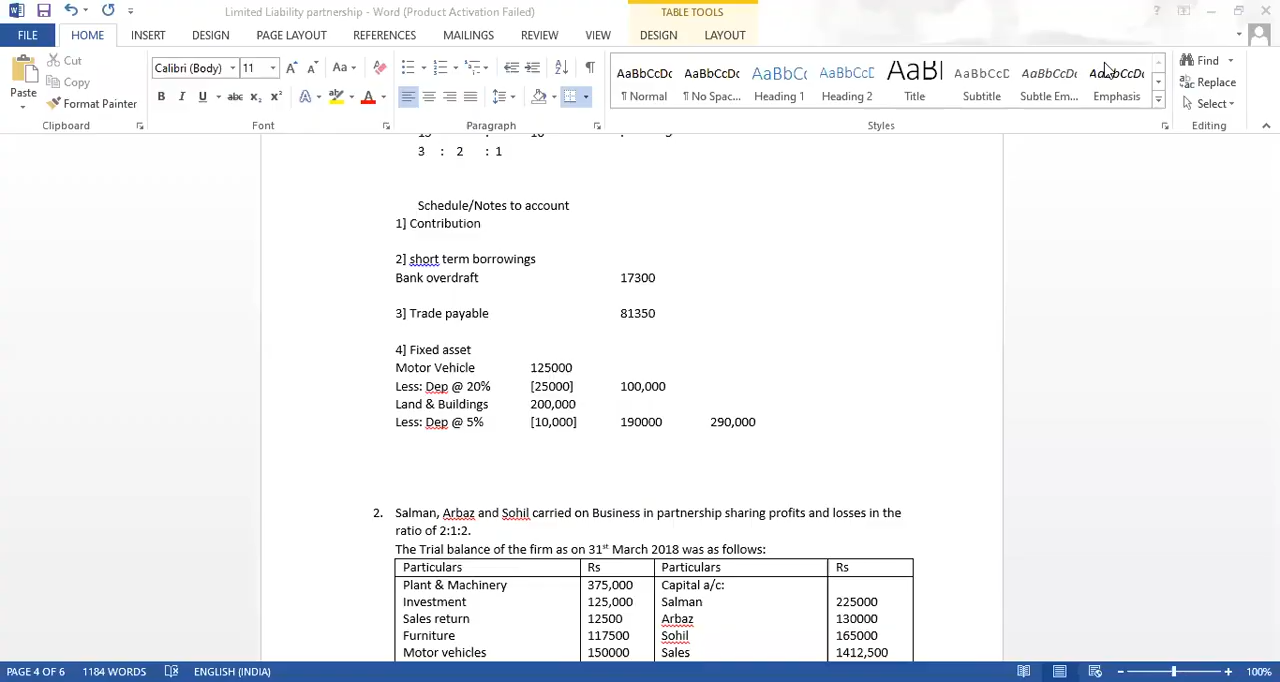 Limited Liability partnership - Word (Product Activation Failed)
TABLE TOOLS
FILE HOME INSERT DESIGN PAGE LAYOUT REFERENCES MAILINGS REVIEW VIEW DESIGN LAYOUT
Paste
Cut
Copy
Format Painter
Clipboard
Calibri (Body) 11
Font
Paragraph
AaBbCcDc AaBbCcDc AaBbCc AaBbCcD AaBl AaBbCcD AaBbCcDc AaBbCcDc
¶ Normal ¶ No Spac... Heading 1 Heading 2 Title Subtitle Subtle Em... Emphasis
Styles
Find
Replace
Select
Editing
3 : 2 : 1
Schedule/Notes to account
1] Contribution
2] short term borrowings
Bank overdraft 17300
3] Trade payable 81350
4] Fixed asset
Motor Vehicle 125000
Less: Dep @ 20% [25000] 100,000
Land & Buildings 200,000
Less: Dep @ 5% [10,000] 190000 290,000
2. Salman, Arbaz and Sohil carried on Business in partnership sharing profits and losses in the
ratio of 2:1:2.
The Trial balance of the firm as on 31st March 2018 was as follows:
Particulars Rs Particulars Rs
Plant & Machinery 375,000 Capital a/c:
Investment 125,000 Salman 225000
Sales return 12500 Arbaz 130000
Furniture 117500 Sohil 165000
Motor vehicles 150000 Sales 1412,500
PAGE 4 OF 6 1184 WORDS ENGLISH (INDIA) 100%